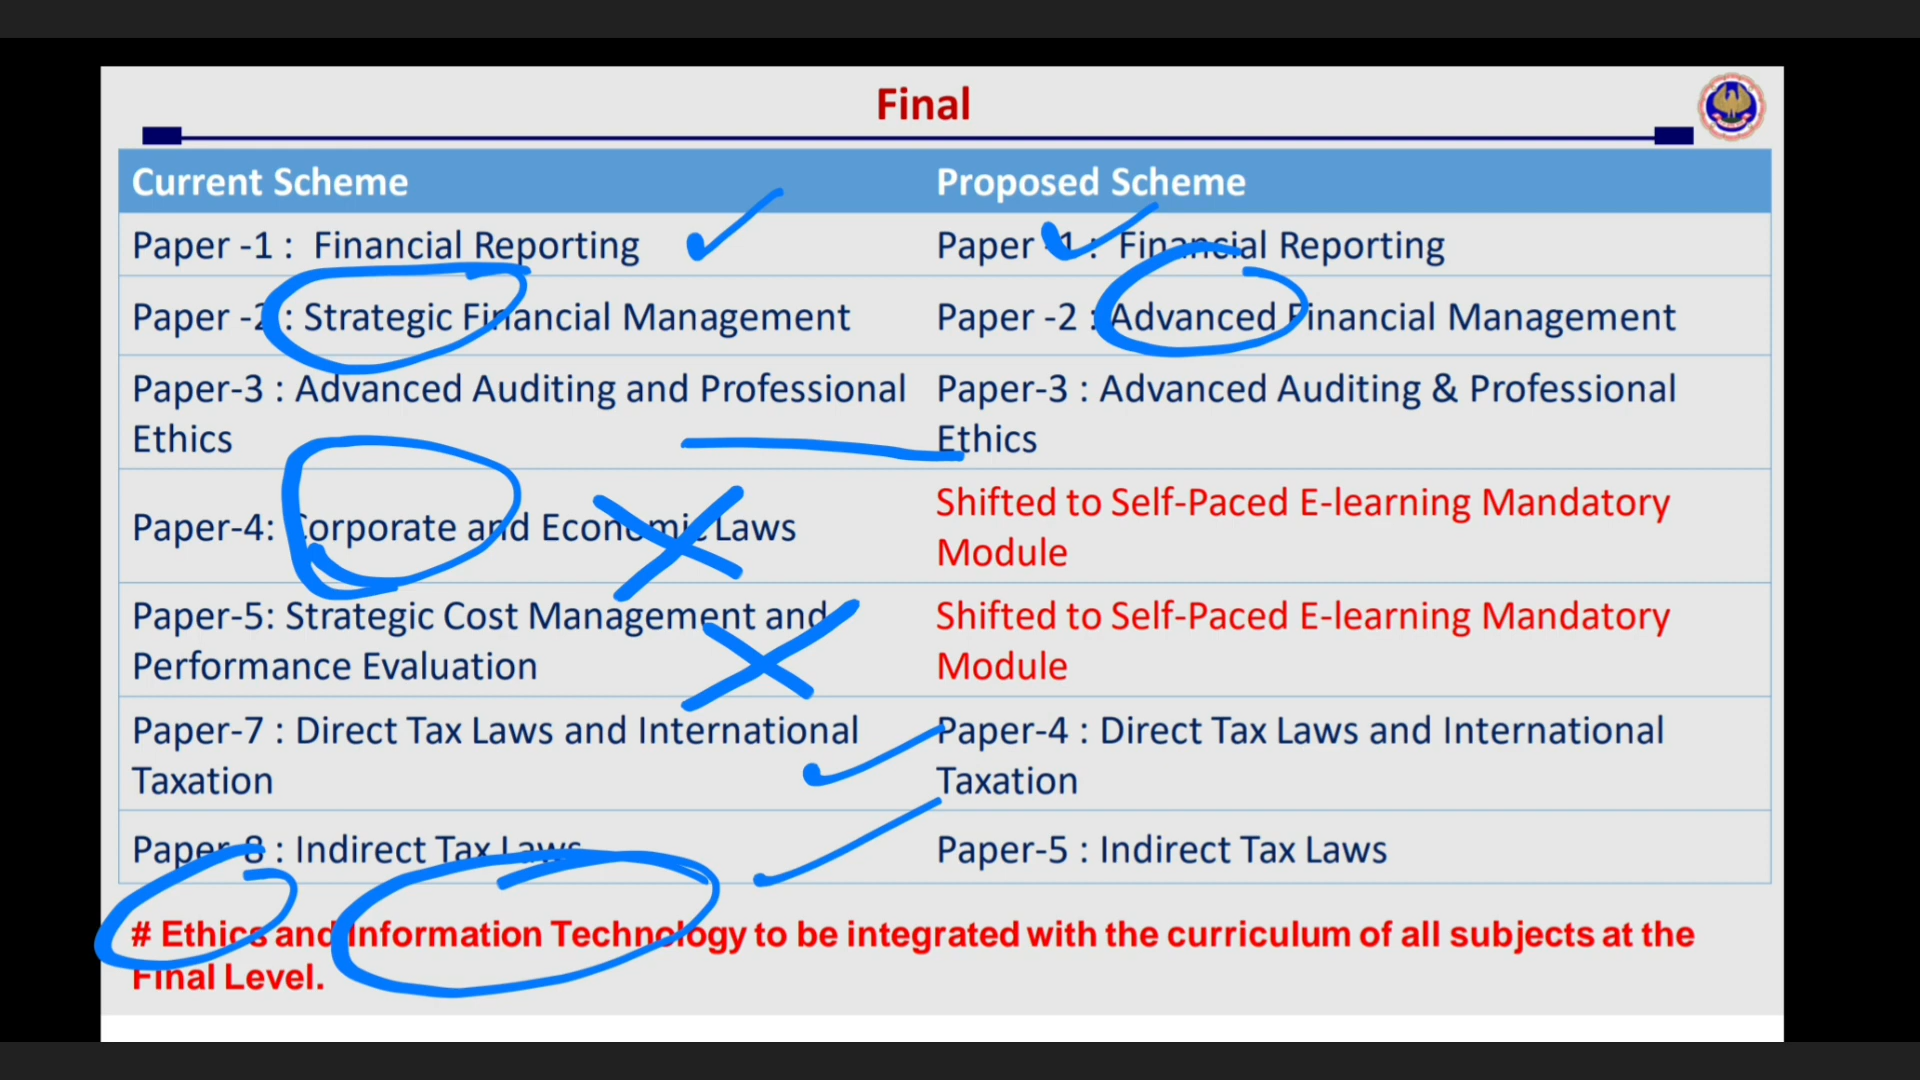 Final
Current Scheme
Proposed Scheme
Paper -1 : Financial Reporting
Paper -1 : Financial Reporting
Paper -2 : Strategic Financial Management
Paper -2 : Advanced Financial Management
Paper-3 : Advanced Auditing and Professional
Ethics
Paper-3 : Advanced Auditing & Professional
Ethics
Paper-4: Corporate and Economic Laws
Shifted to Self-Paced E-learning Mandatory
Module
Paper-5: Strategic Cost Management and
Performance Evaluation
Shifted to Self-Paced E-learning Mandatory
Module
Paper-7 : Direct Tax Laws and International
Taxation
Paper-4 : Direct Tax Laws and International
Taxation
Paper-8 : Indirect Tax Laws
Paper-5 : Indirect Tax Laws
# Ethics and Information Technology to be integrated with the curriculum of all subjects at the
Final Level.